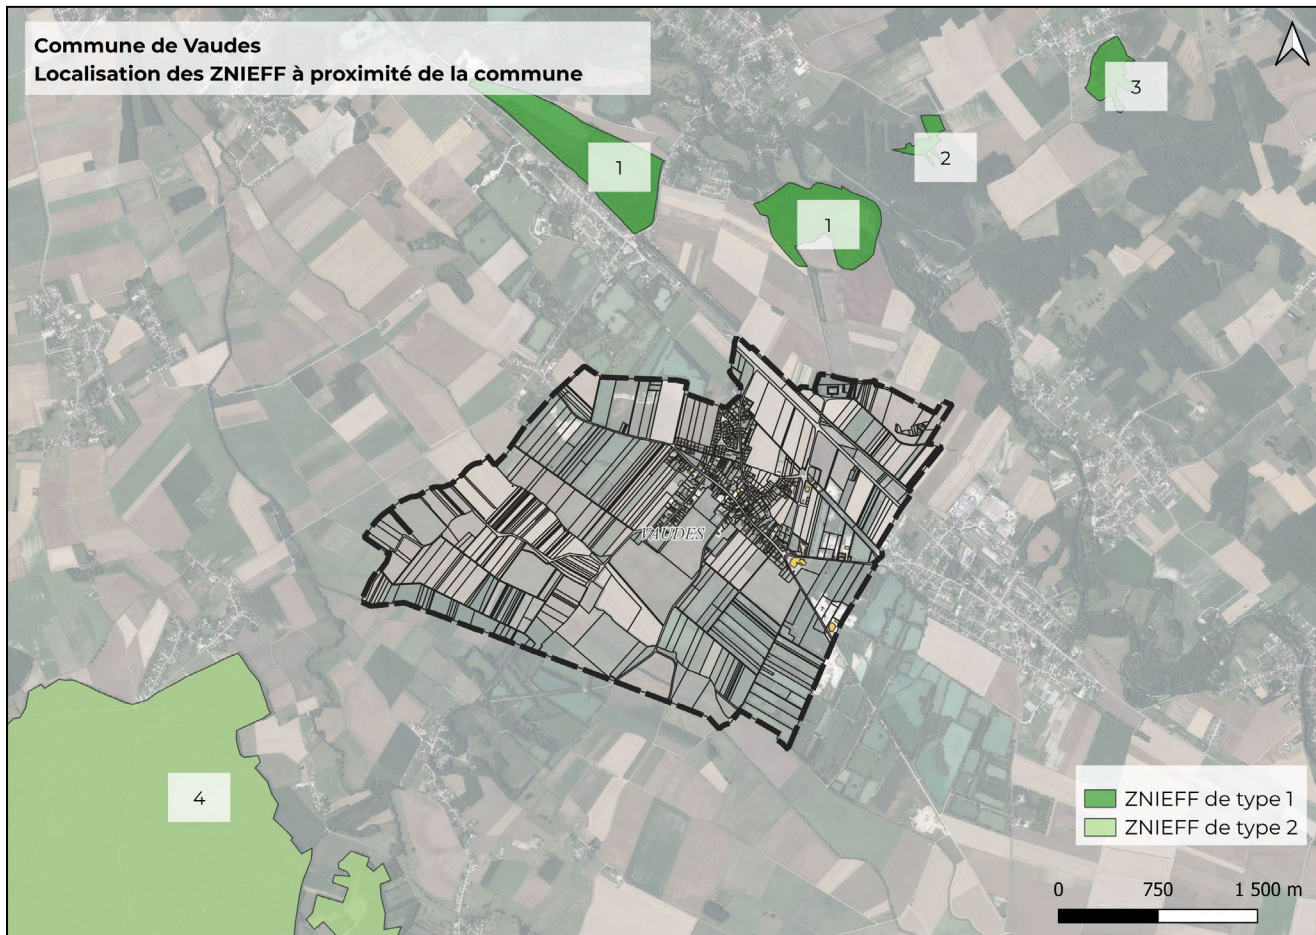 Commune de Vaudes
Localisation des ZNIEFF à proximité de la commune
3
2
1
1
VAUDES
4
ZNIEFF de type 1
ZNIEFF de type 2
0 750 1 500 m